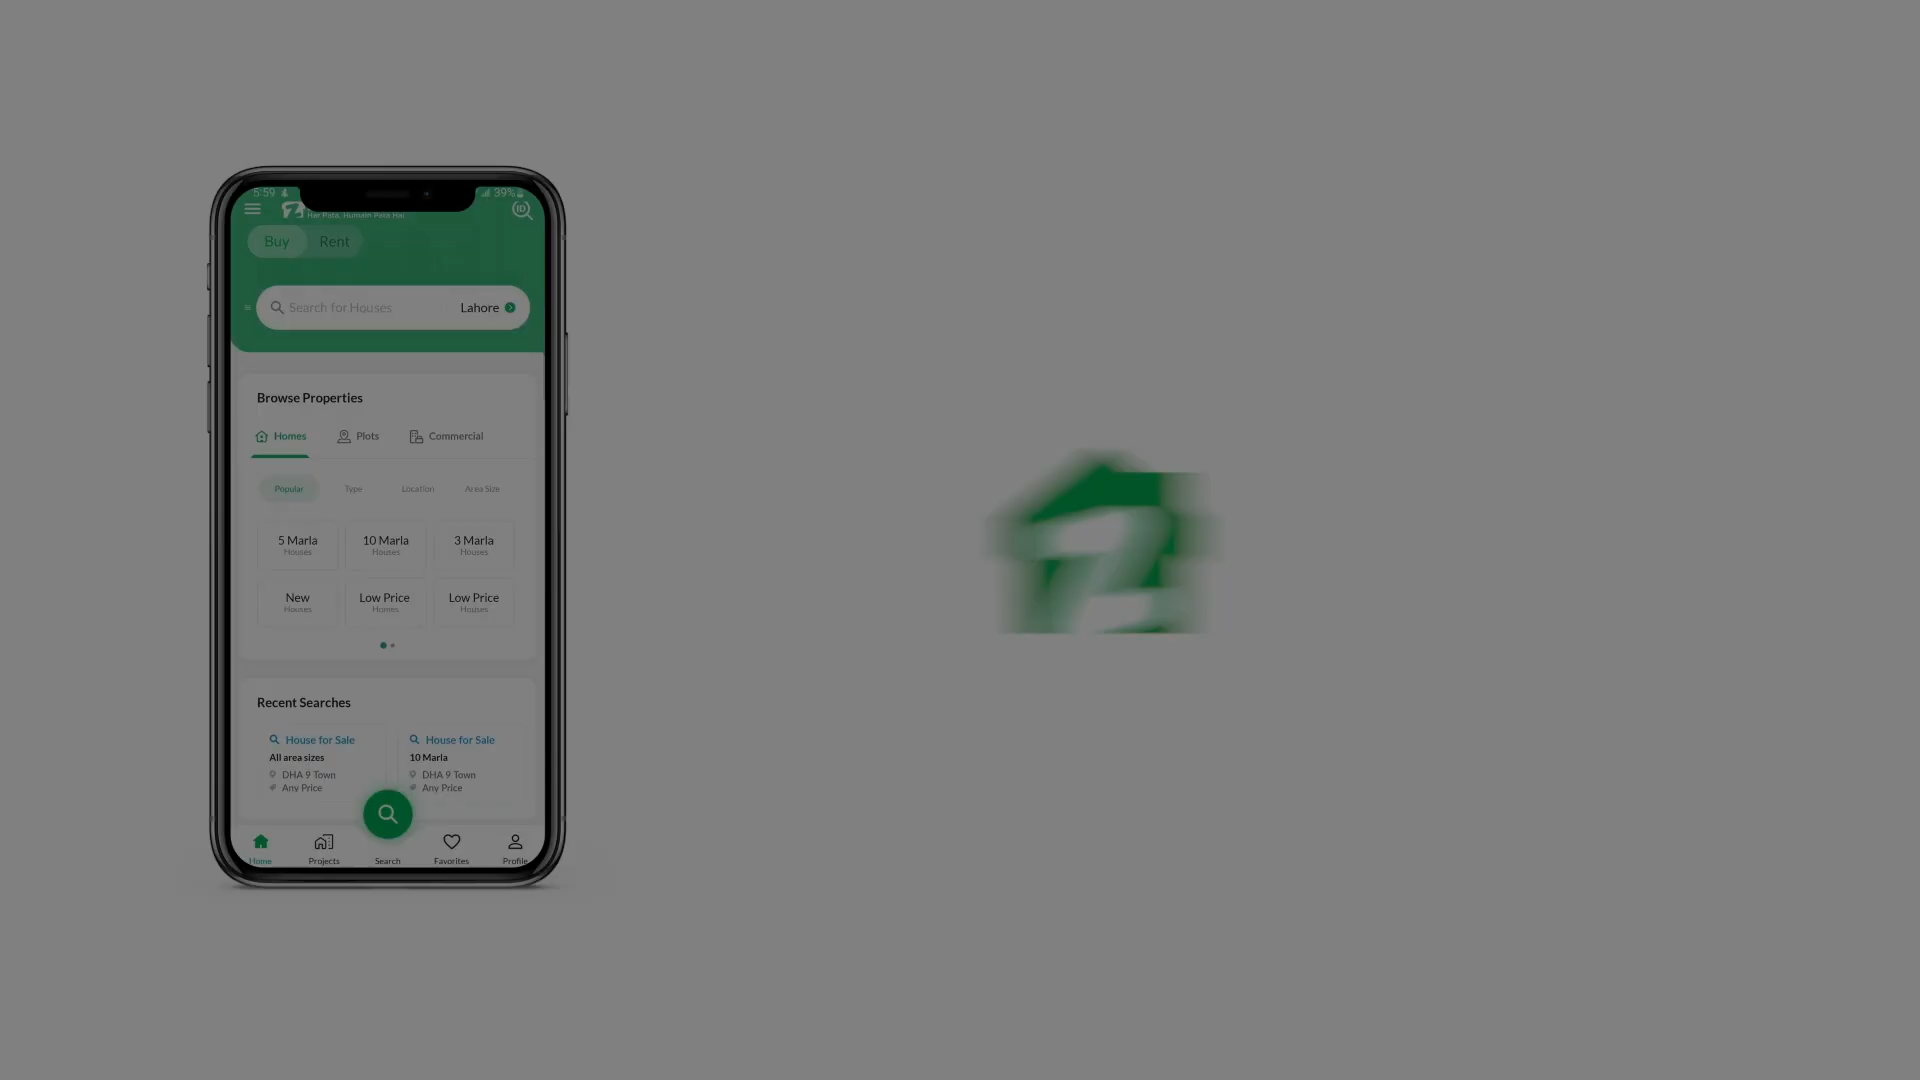 5:59
39%
Har Pata, Humain Pata Hai
Buy Rent
Search for Houses Lahore
Browse Properties
Homes Plots Commercial
Popular Type Location Area Size
5 Marla 10 Marla 3 Marla
Houses Houses Houses
New Low Price Low Price
Houses Homes Houses
Recent Searches
House for Sale House for Sale
All area sizes 10 Marla
DHA 9 Town DHA 9 Town
Any Price Any Price
Home Projects Search Favorites Profile